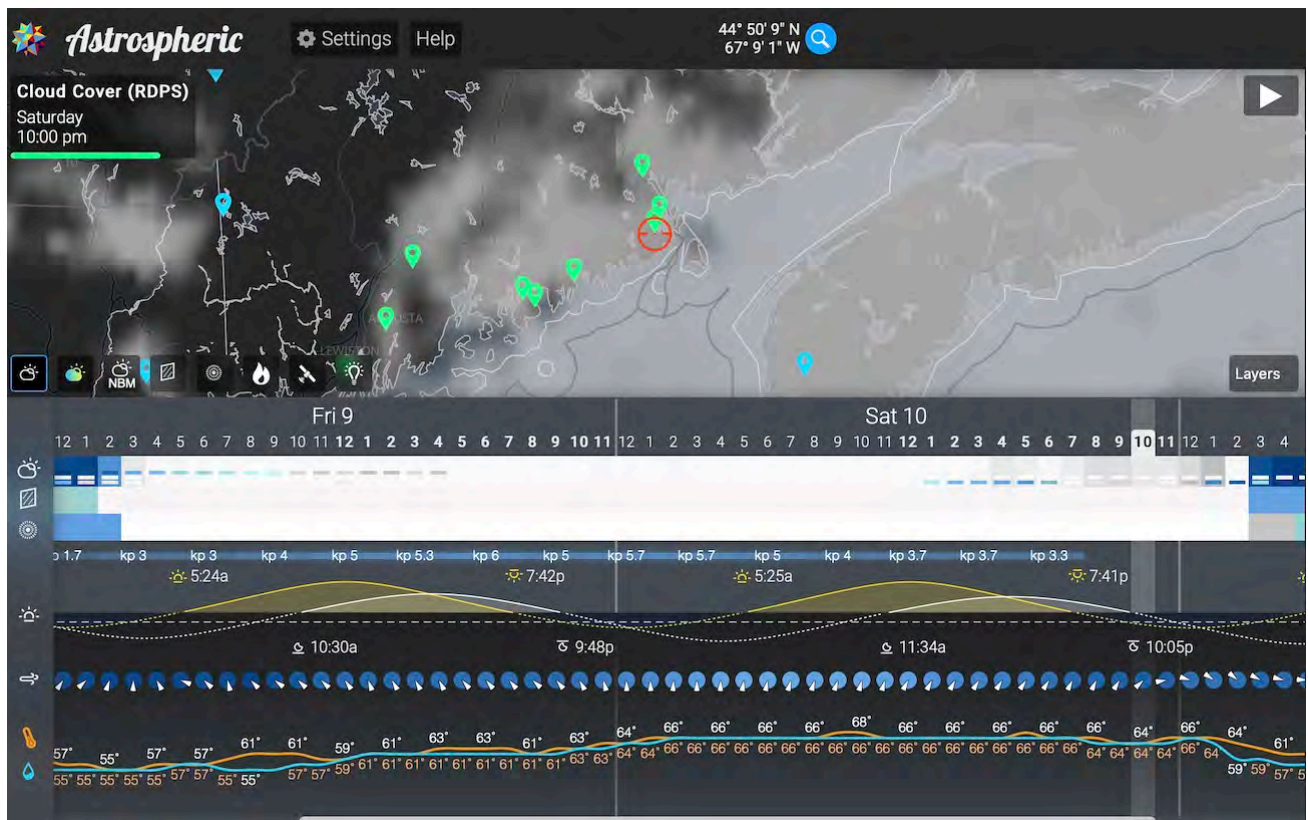 Astrospheric
Settings
Help
44° 50' 9" N
67° 9' 1" W
Cloud Cover (RDPS)
Saturday
10:00 pm
LEWISTON
NBM
Layers
Fri 9
Sat 10
12 1 2 3 4 5 6 7 8 9 10 11 12 1 2 3 4 5 6 7 8 9 10 11 12 1 2 3 4 5 6 7 8 9 10 11 12 1 2 3 4 5 6 7 8 9 10 11 12 1 2 3 4
1.7 kp 3 kp 3 kp 4 kp 5 kp 5.3 kp 6 kp 5 kp 5.7 kp 5.7 kp 5 kp 4 kp 3.7 kp 3.7 kp 3.3
5:24a 7:42p 5:25a 7:41p
10:30a 9:48p 11:34a 10:05p
57° 55° 57° 57° 61° 61° 59° 61° 63° 63° 61° 63° 64° 66° 66° 66° 66° 68° 66° 66° 66° 66° 64° 66° 64° 61°
55° 55° 55° 55° 55° 57° 57° 55° 55° 57° 57° 59° 61° 61° 61° 61° 61° 61° 61° 61° 61° 63° 63° 64° 64° 66° 66° 66° 66° 66° 66° 66° 66° 66° 66° 66° 66° 66° 66° 66° 66° 66° 66° 64° 64° 64° 66° 64° 59° 59° 57°